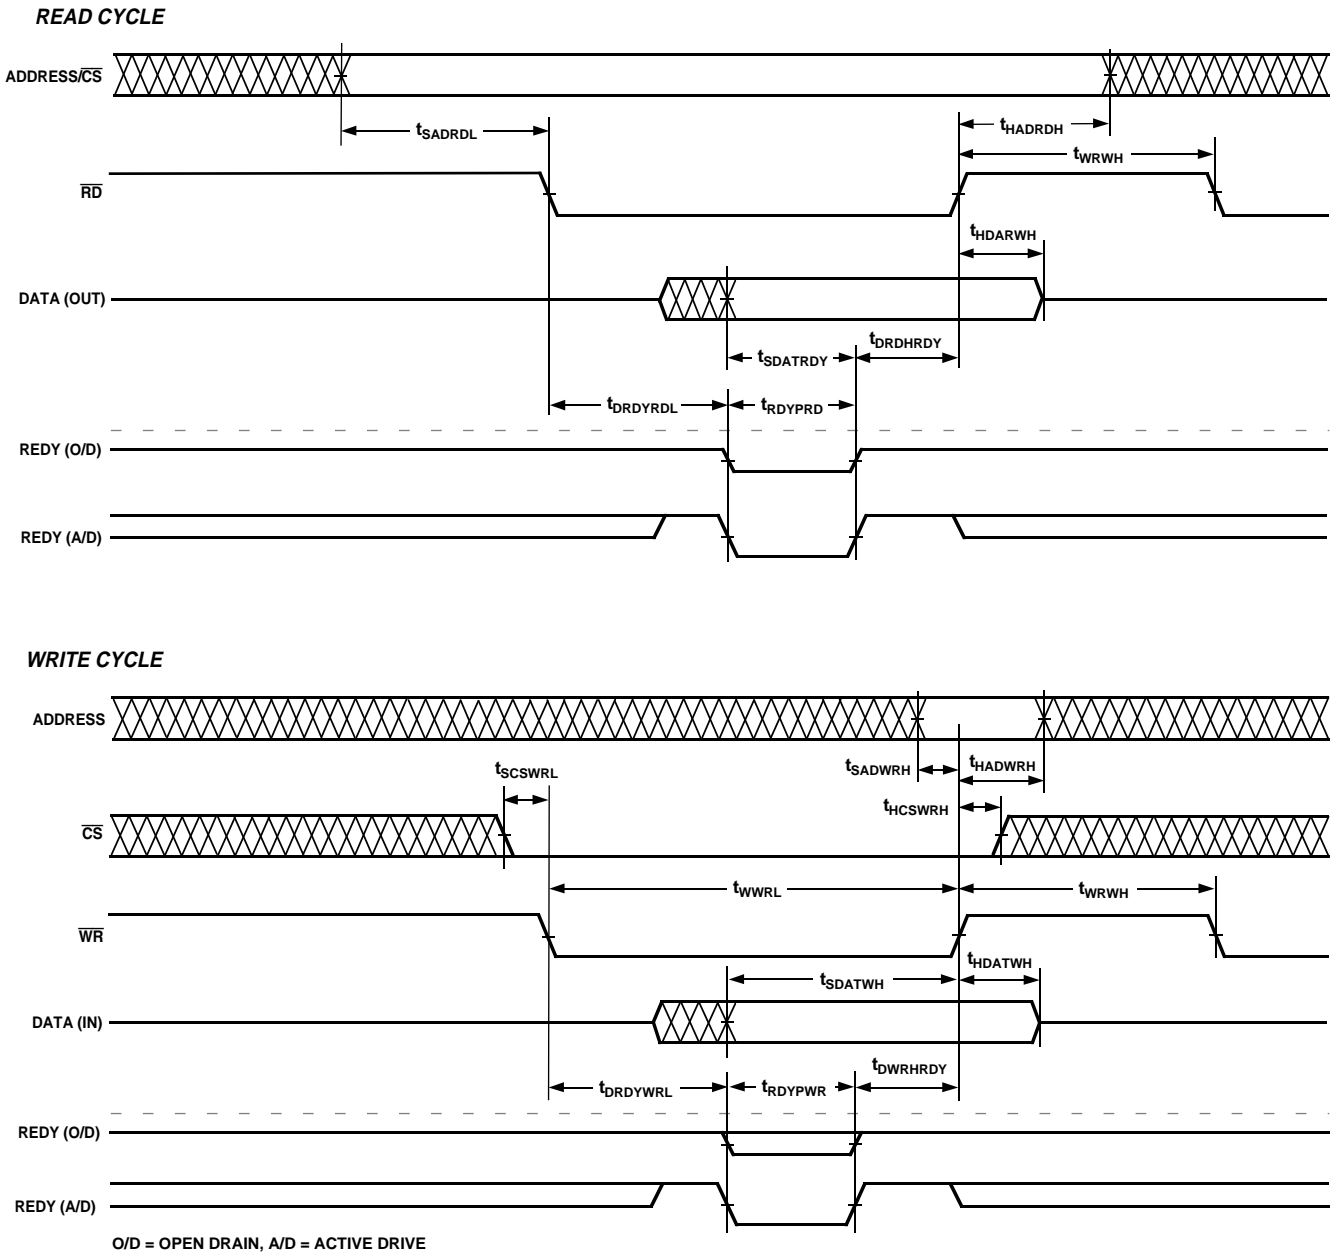 READ CYCLE
ADDRESS/CS
tSADRDL
tHADRDH
tWRWH
RD
tHDARWH
DATA (OUT)
tSDATRDY
tDRDHRDY
tDRDYRDL
tRDYPRD
REDY (O/D)
REDY (A/D)
WRITE CYCLE
ADDRESS
tSCSWRL
tSADWRH
tHADWRH
tHCSWRH
CS
tWWRL
tWRWH
WR
tSDATWH
tHDATWH
DATA (IN)
tDRDYWRL
tRDYPWR
tDWRHRDY
REDY (O/D)
REDY (A/D)
O/D = OPEN DRAIN, A/D = ACTIVE DRIVE